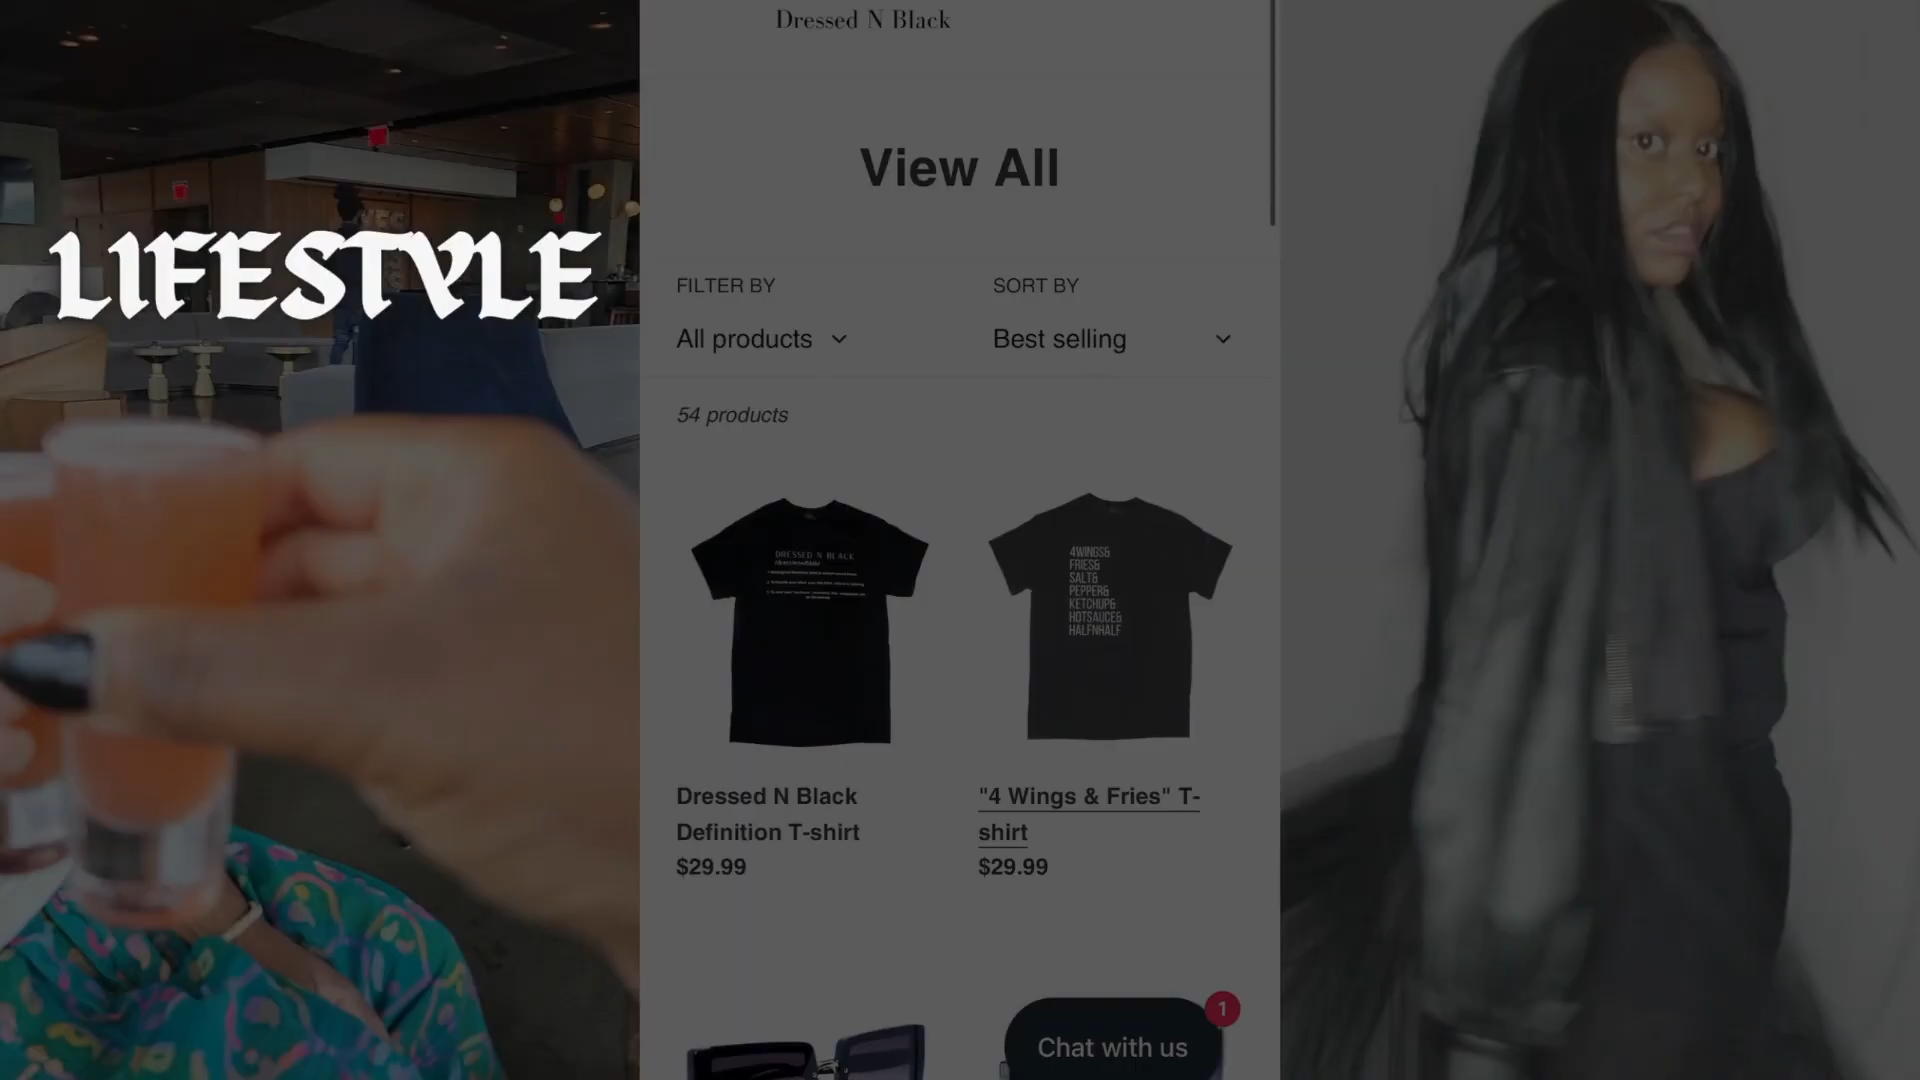 LIFESTYLE
Dressed N Black
View All
FILTER BY
SORT BY
All products
Best selling
54 products
DRESSED N BLACK
4WINGS&
FRIES&
SALT&
PEPPER&
KETCHUP&
HOTSAUCE&
HALFNHALF
Dressed N Black
Definition T-shirt
$29.99
"4 Wings & Fries" T-
shirt
$29.99
1
Chat with us